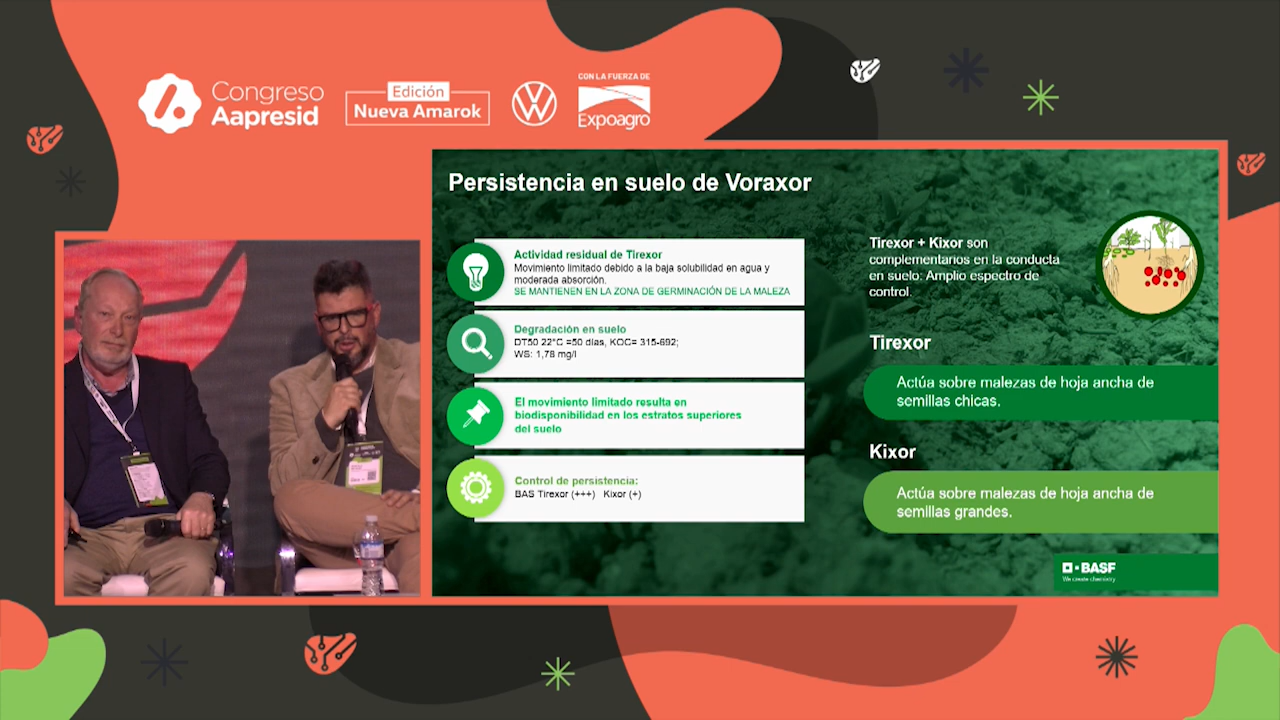 Congreso
Aapresid
Edición
Nueva Amarok
CON LA FUERZA DE
Expoagro
Persistencia en suelo de Voraxor
Actividad residual de Tirexor
Movimiento limitado debido a la baja solubilidad en agua y
moderada absorción.
SE MANTIENEN EN LA ZONA DE GERMINACIÓN DE LA MALEZA
Degradación en suelo
DT50 22°C =50 días, KOC= 315-692;
WS: 1,78 mg/l
El movimiento limitado resulta en
biodisponibilidad en los estratos superiores
del suelo
Control de persistencia:
BAS Tirexor (+++) Kixor (+)
Tirexor + Kixor son
complementarios en la conducta
en suelo: Amplio espectro de
control.
Tirexor
Actúa sobre malezas de hoja ancha de
semillas chicas.
Kixor
Actúa sobre malezas de hoja ancha de
semillas grandes.
BASF
We create chemistry